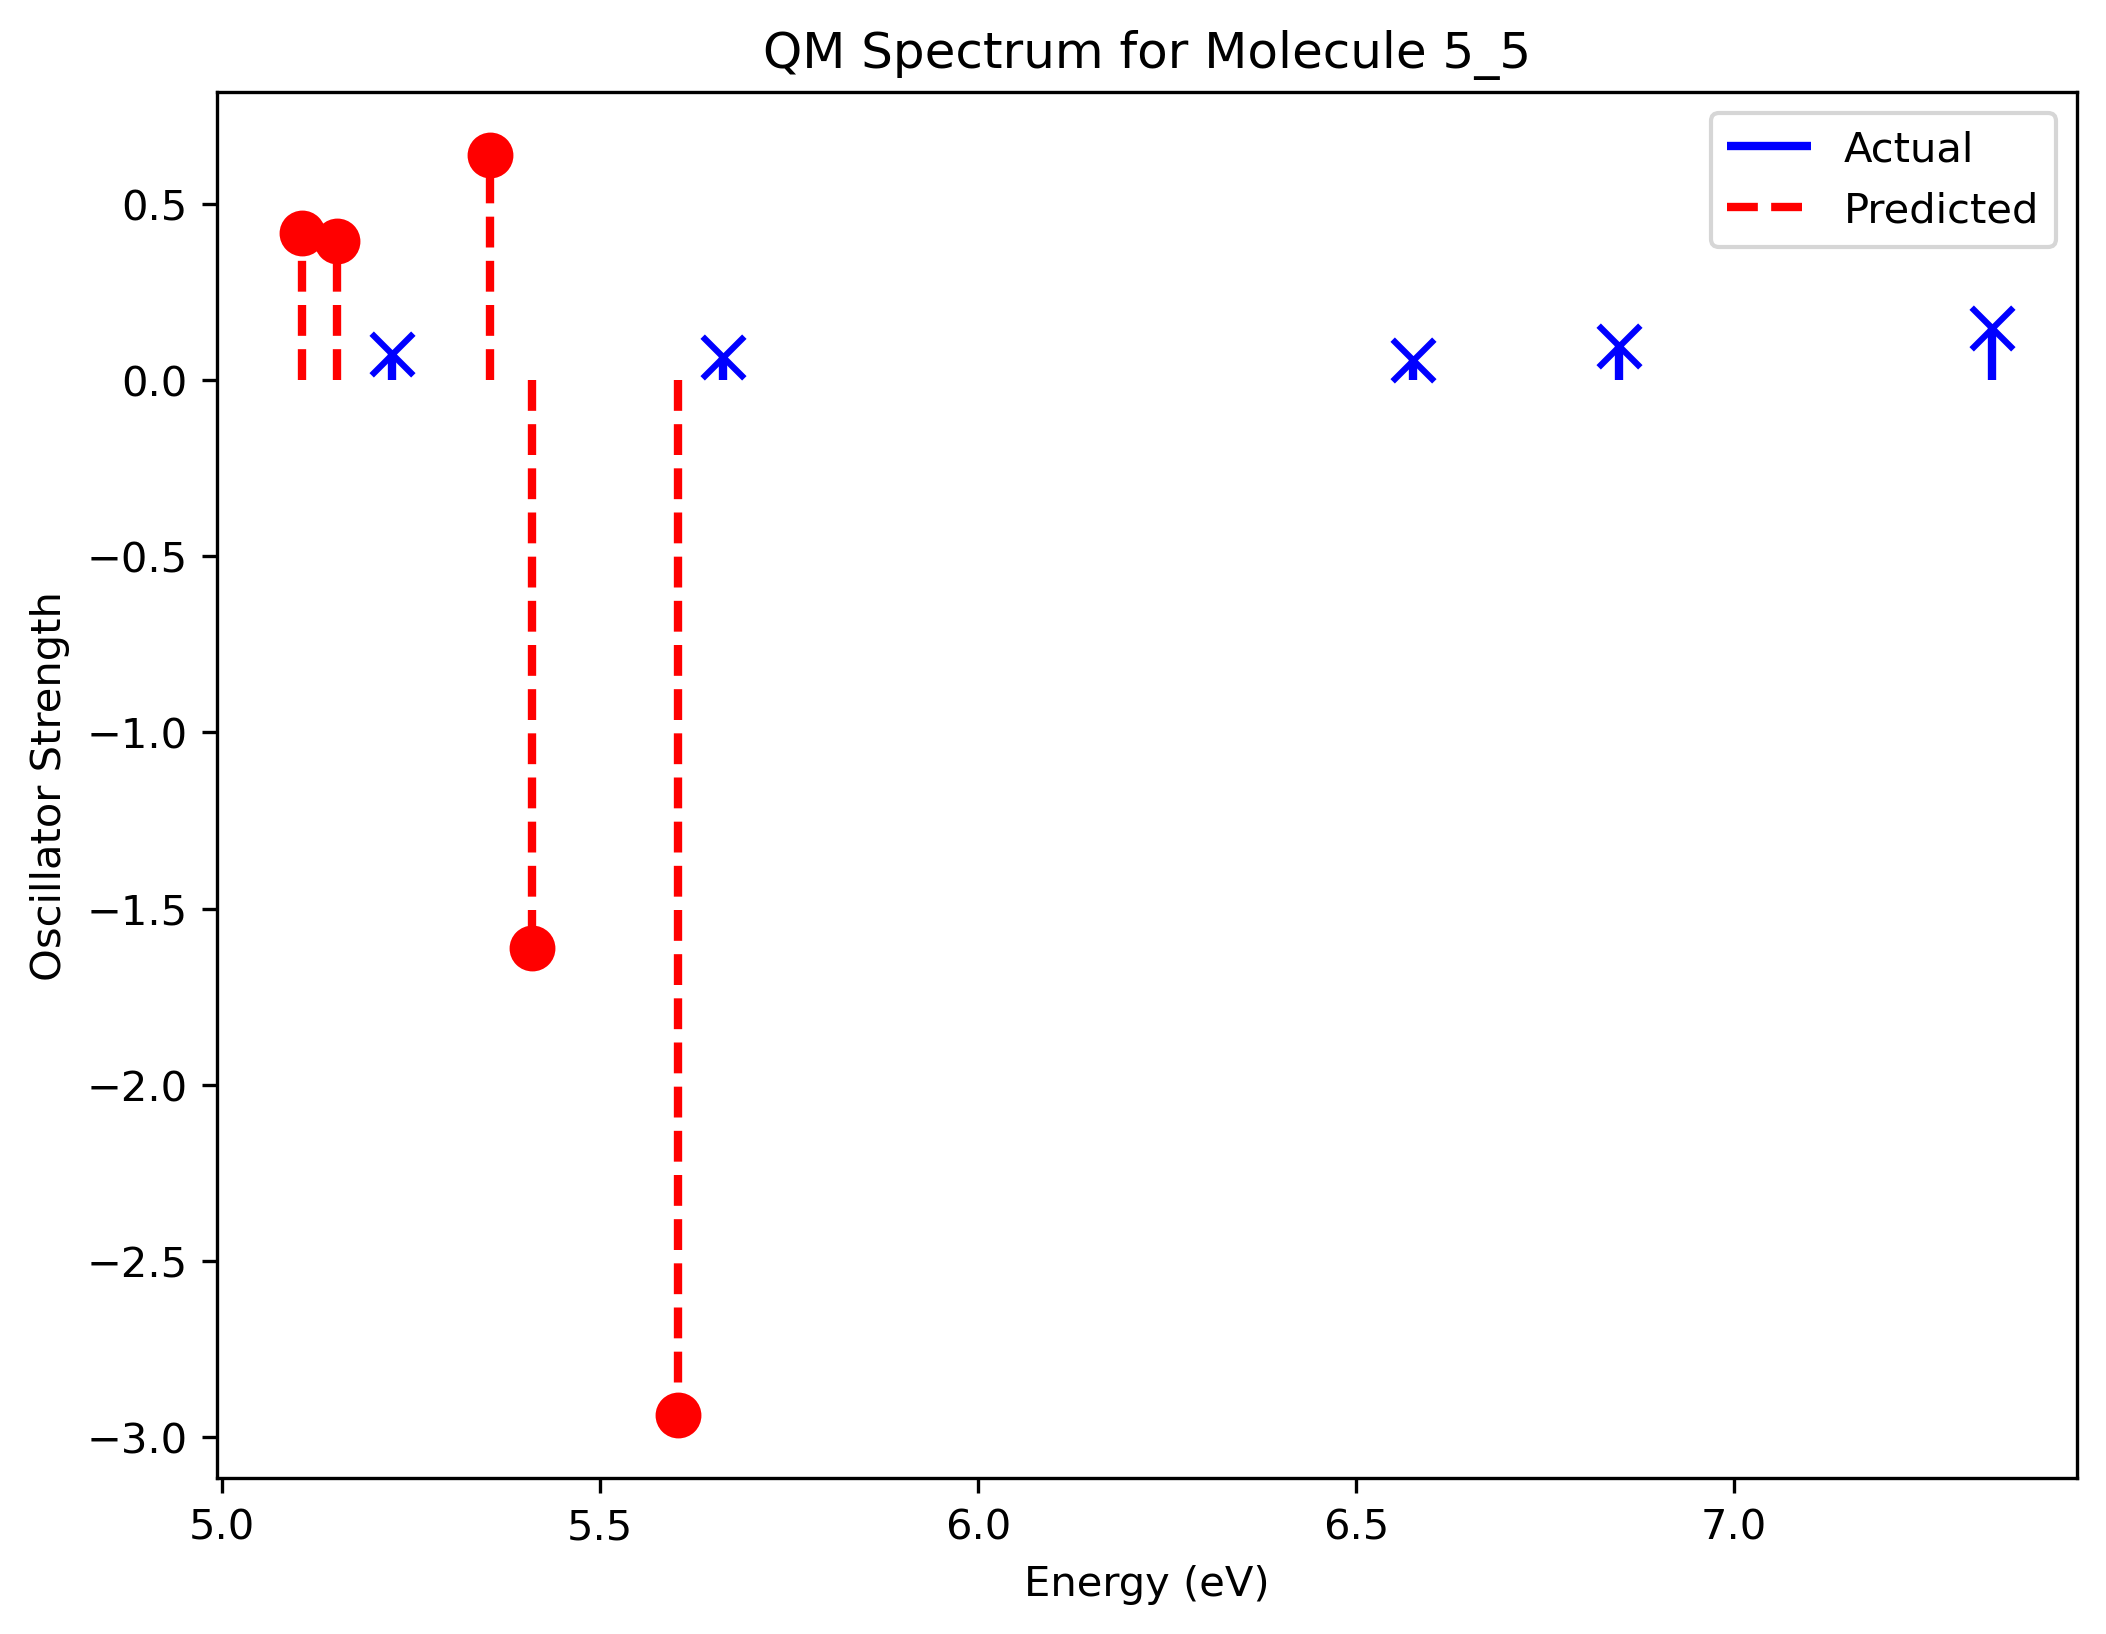 QM Spectrum for Molecule 5_5
Actual
Predicted
0.5
0.0
−0.5
−1.0
−1.5
−2.0
−2.5
−3.0
Oscillator Strength
5.0 5.5 6.0 6.5 7.0
Energy (eV)